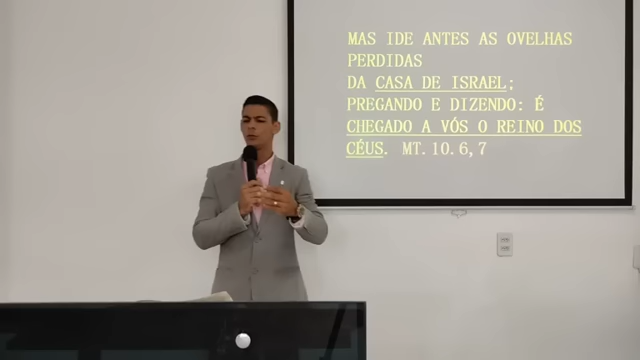 MAS IDE ANTES AS OVELHAS
PERDIDAS
DA CASA DE ISRAEL;
PREGANDO E DIZENDO: É
CHEGADO A VÓS O REINO DOS
CÉUS. MT.10.6,7